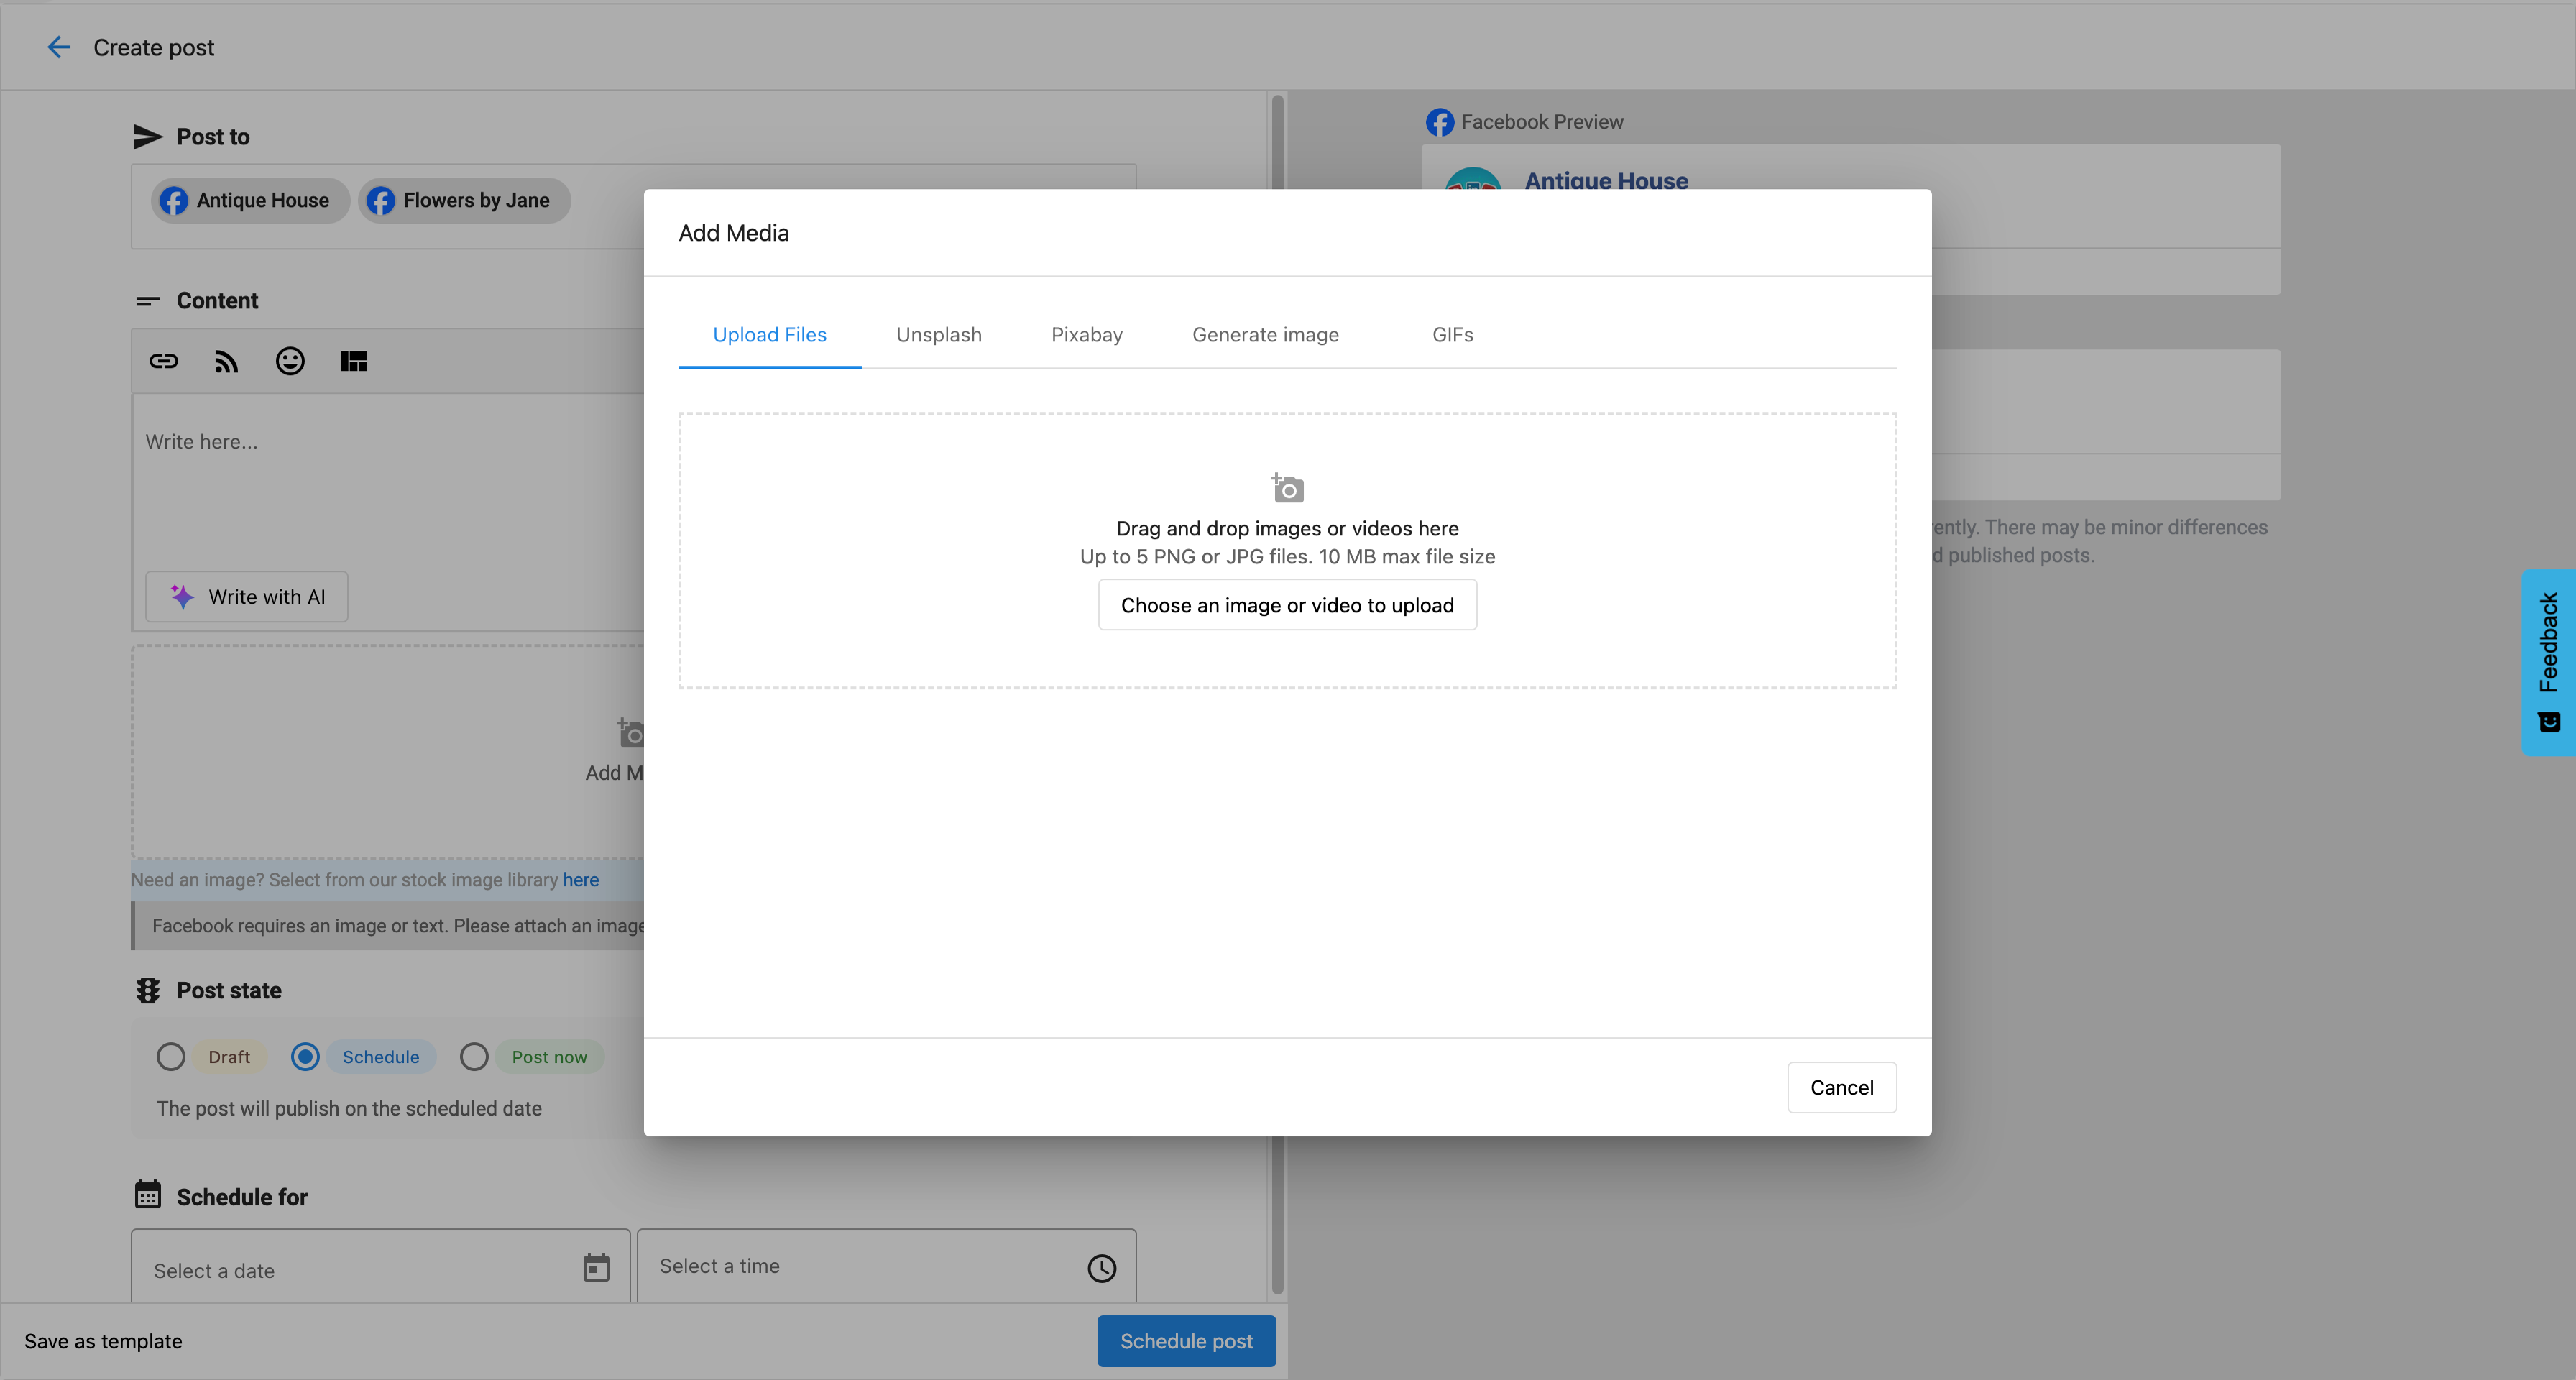 Create post
Post to
Antique House
Flowers by Jane
Content
Write here...
Write with AI
Add M
Need an image? Select from our stock image library here
Facebook requires an image or text. Please attach an image
Post state
Draft
Schedule
Post now
The post will publish on the scheduled date
Schedule for
Select a date
Select a time
Save as template
Schedule post
Add Media
Upload Files
Unsplash
Pixabay
Generate image
GIFs
Drag and drop images or videos here
Up to 5 PNG or JPG files. 10 MB max file size
Choose an image or video to upload
Cancel
Facebook Preview
Antique House
ently. There may be minor differences
d published posts.
Feedback